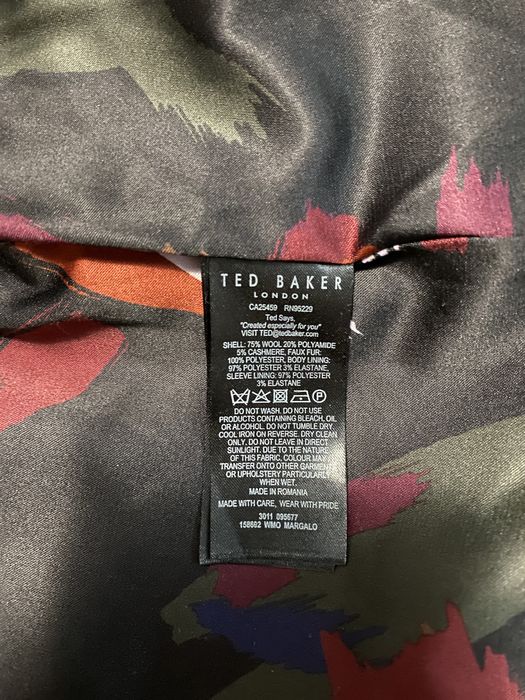 TED BAKER
LONDON
CA25459 RN95229
Ted Says,
"Created especially for you"
VISIT TED@tedbaker.com
SHELL: 75% WOOL 20% POLYAMIDE
5% CASHMERE, FAUX FUR:
100% POLYESTER, BODY LINING:
97% POLYESTER 3% ELASTANE,
SLEEVE LINING: 97% POLYESTER
3% ELASTANE
P
DO NOT WASH. DO NOT USE
PRODUCTS CONTAINING BLEACH, OIL
OR ALCOHOL. DO NOT TUMBLE DRY.
COOL IRON ON REVERSE. DRY CLEAN
ONLY. DO NOT LEAVE IN DIRECT
SUNLIGHT. DUE TO THE NATURE
OF THIS FABRIC, COLOUR MAY
TRANSFER ONTO OTHER GARMENTS
OR UPHOLSTERY PARTICULARLY
WHEN WET.
MADE IN ROMANIA
MADE WITH CARE, WEAR WITH PRIDE
3011 095677
158692 WMO MARGALO